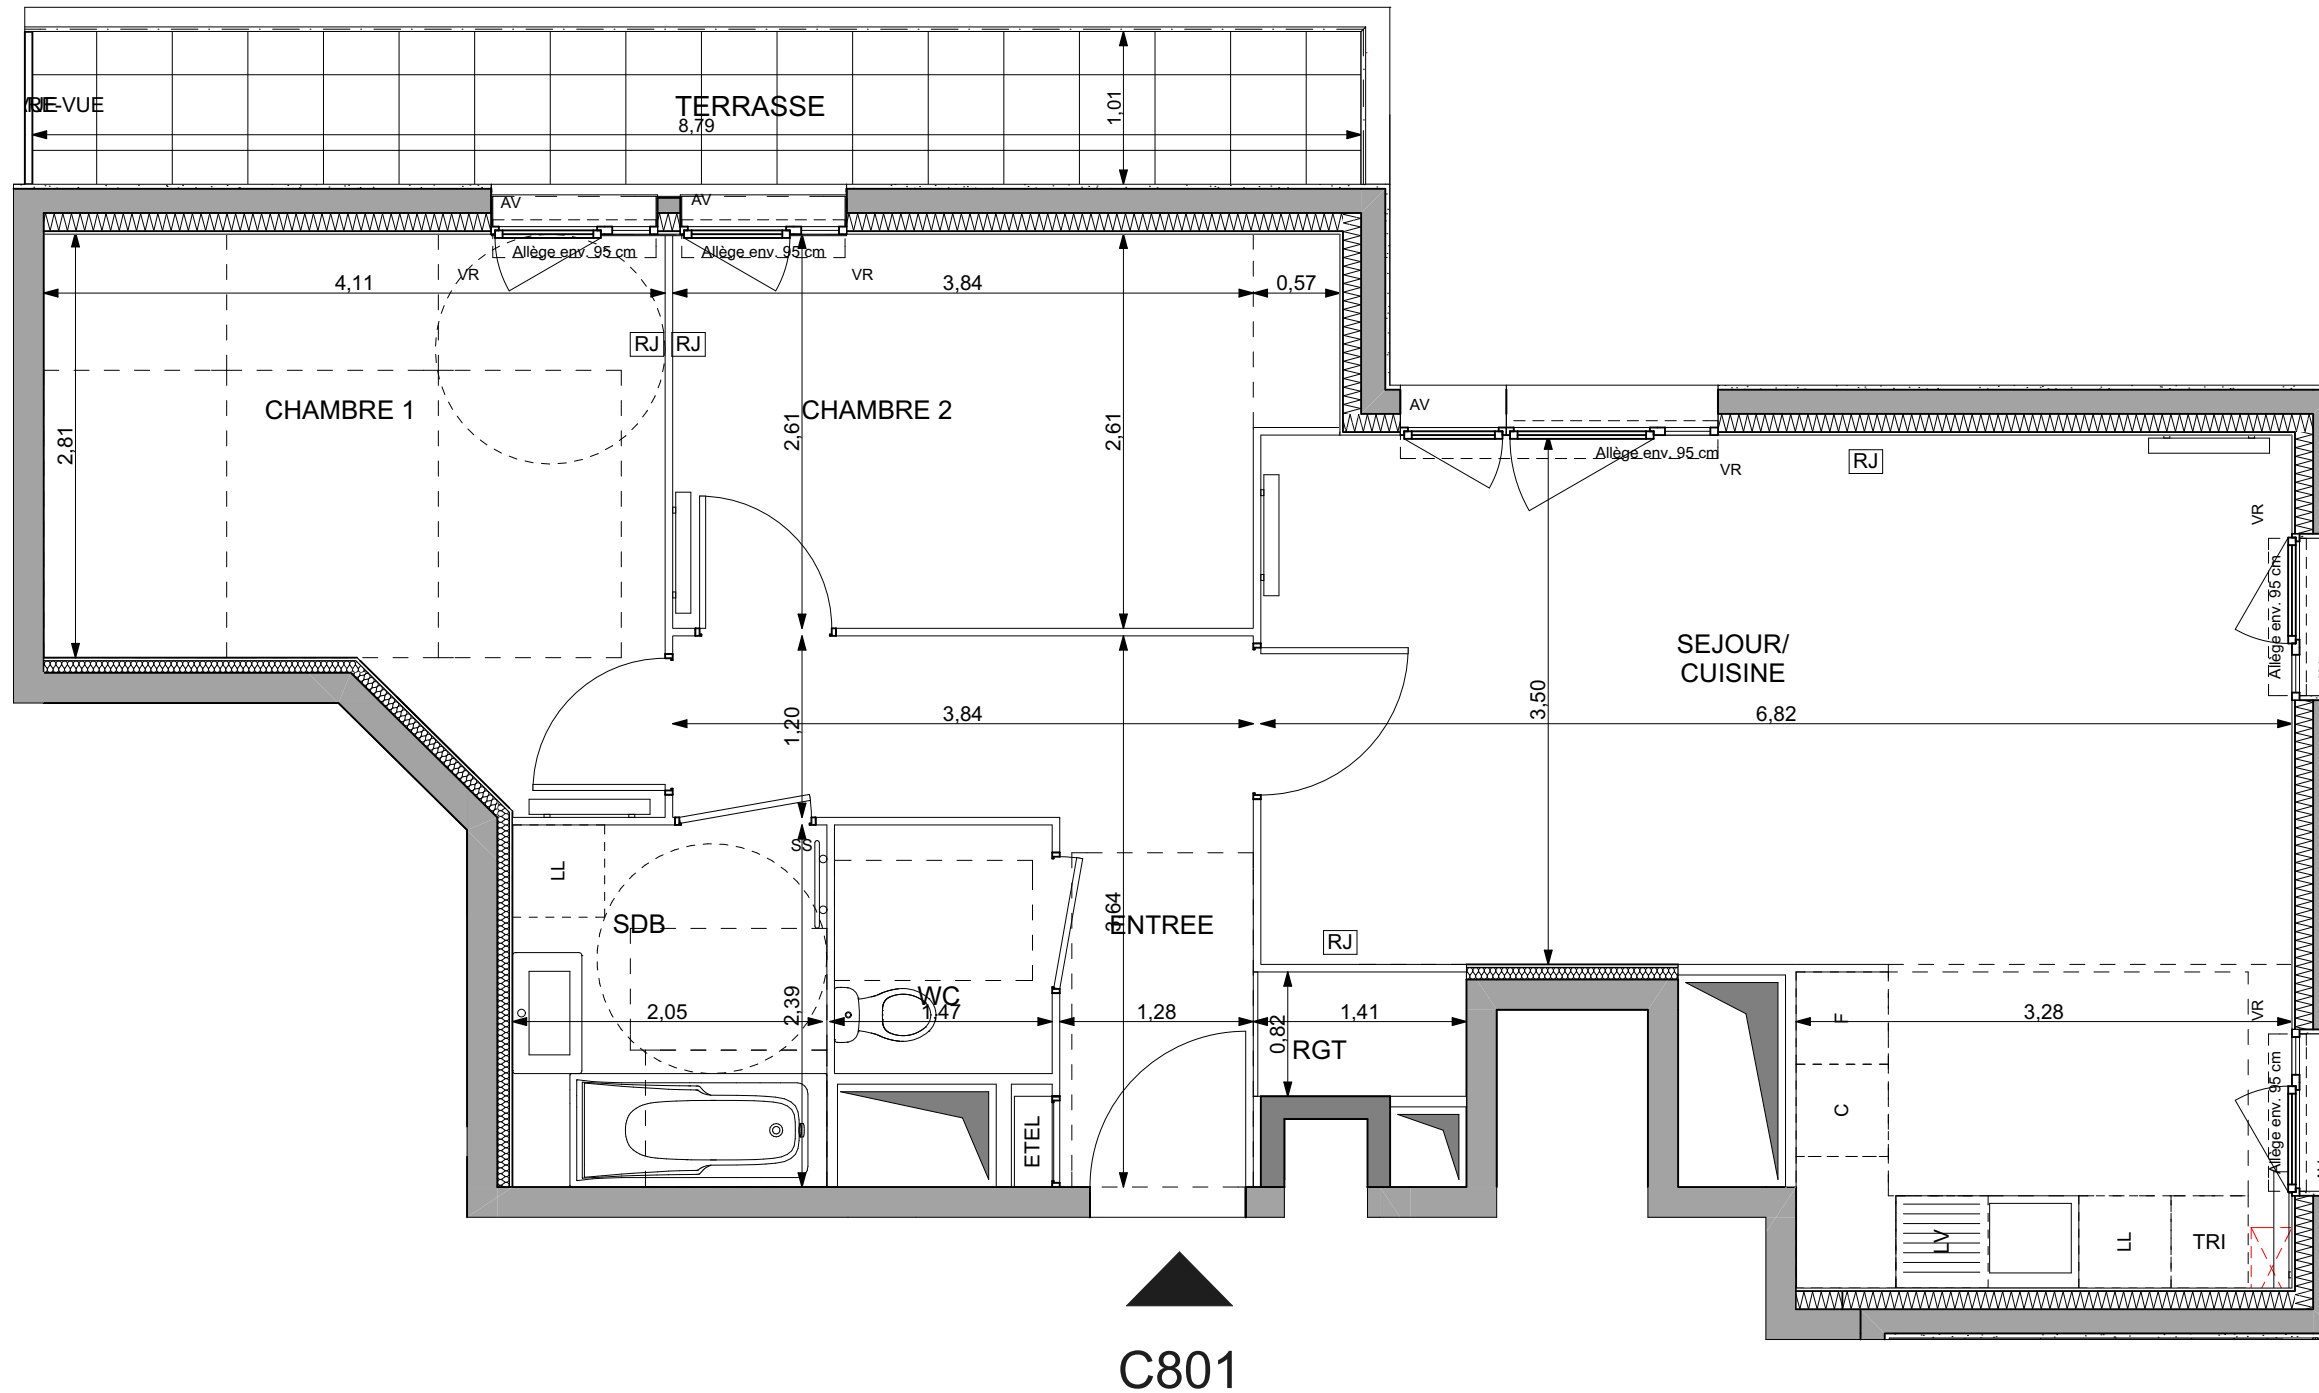 TERRASSE
8,79
1,01
RE-VUE
AV
AV
Allège env. 95 cm
Allège env. 95 cm
VR
VR
4,11
3,84
0,57
RJ
RJ
CHAMBRE 1
CHAMBRE 2
2,81
2,61
2,61
AV
Allège env. 95 cm
VR
RJ
VR
Allège env. 95 cm
SEJOUR/
CUISINE
3,84
6,82
1,20
3,50
SS
LL
SDB
3,64
ENTREE
RJ
WC
2,05
2,39
1,47
1,28
0,82
1,41
RGT
F
3,28
VR
Allège env. 95 cm
C
ETEL
LV
LL
TRI
C801